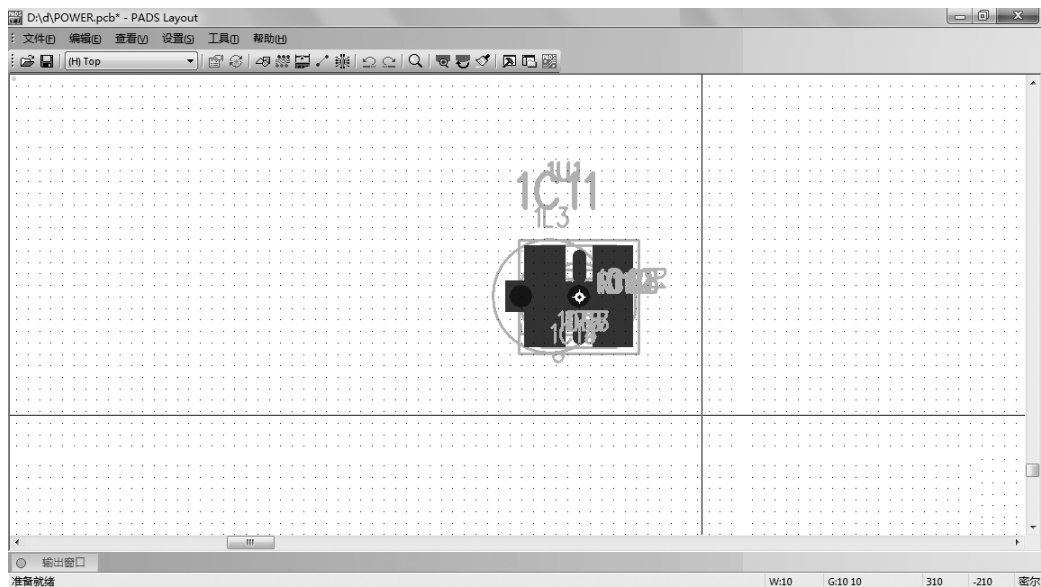 D:\d\POWER.pcb* - PADS Layout
文件(F) 编辑(E) 查看(V) 设置(S) 工具(T) 帮助(H)
(H) Top
1U1
1C11
1L3
输出窗口
准备就绪 W:10 G:10 10 310 -210 密尔